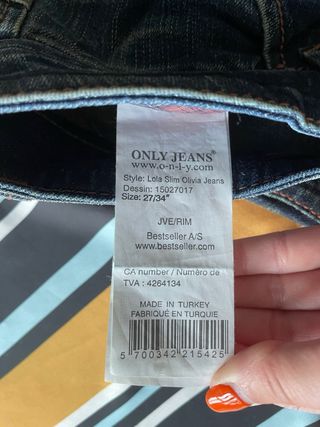 ONLY JEANS®
www.o-n-l-y.com
Style: Lola Slim Olivia Jeans
Dessin: 15027017
Size: 27/34"
JVE/RIM
Bestseller A/S
www.bestseller.com
CA number / Numéro de
TVA : 4264134
MADE IN TURKEY
FABRIQUÉ EN TURQUIE
5 700342 215425